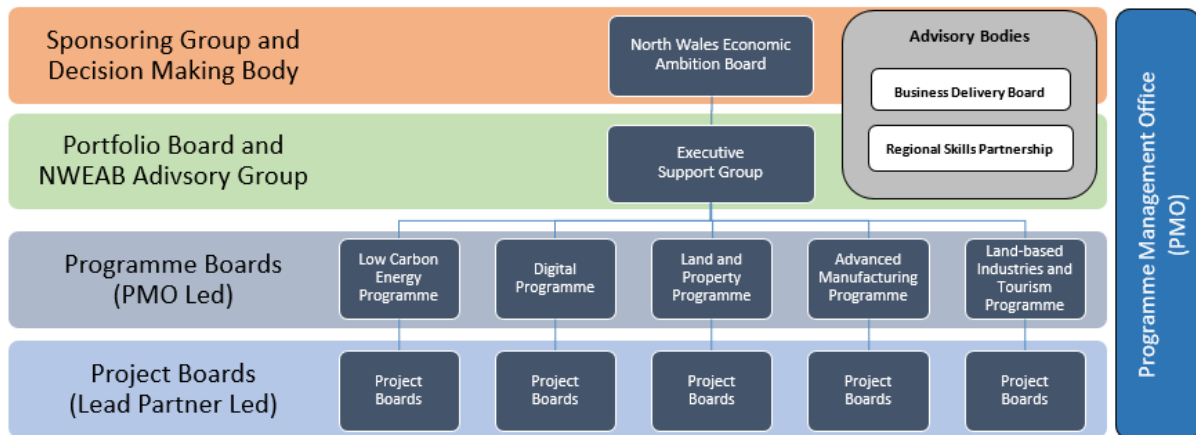 Sponsoring Group and
Decision Making Body
North Wales Economic
Ambition Board
Advisory Bodies
Business Delivery Board
Regional Skills Partnership
Portfolio Board and
NWEAB Adivsory Group
Executive
Support Group
Programme Boards
(PMO Led)
Low Carbon
Energy
Programme
Digital
Programme
Land and
Property
Programme
Advanced
Manufacturing
Programme
Land-based
Industries and
Tourism
Programme
Project Boards
(Lead Partner Led)
Project
Boards
Project
Boards
Project
Boards
Project
Boards
Project
Boards
Programme Management Office
(PMO)